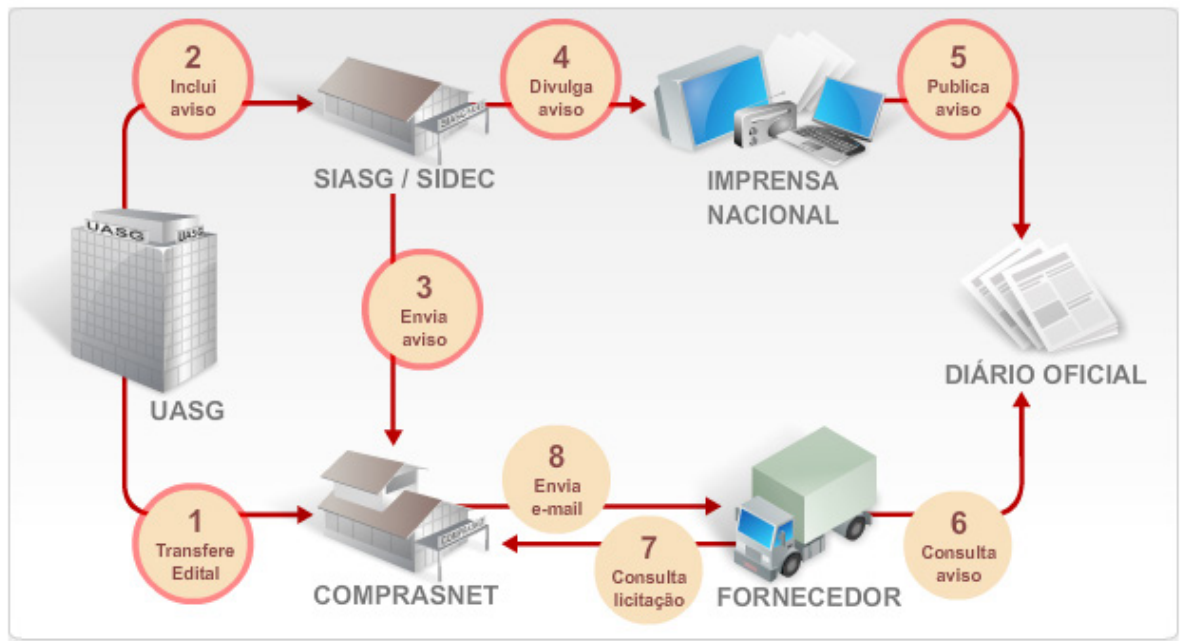 2
Inclui
aviso
4
Divulga
aviso
5
Publica
aviso
SIASG / SIDEC
IMPRENSA
NACIONAL
UASG
UASG
3
Envia
aviso
DIÁRIO OFICIAL
UASG
8
Envia
e-mail
1
Transfere
Edital
7
Consulta
licitação
6
Consulta
aviso
COMPRASNET
FORNECEDOR